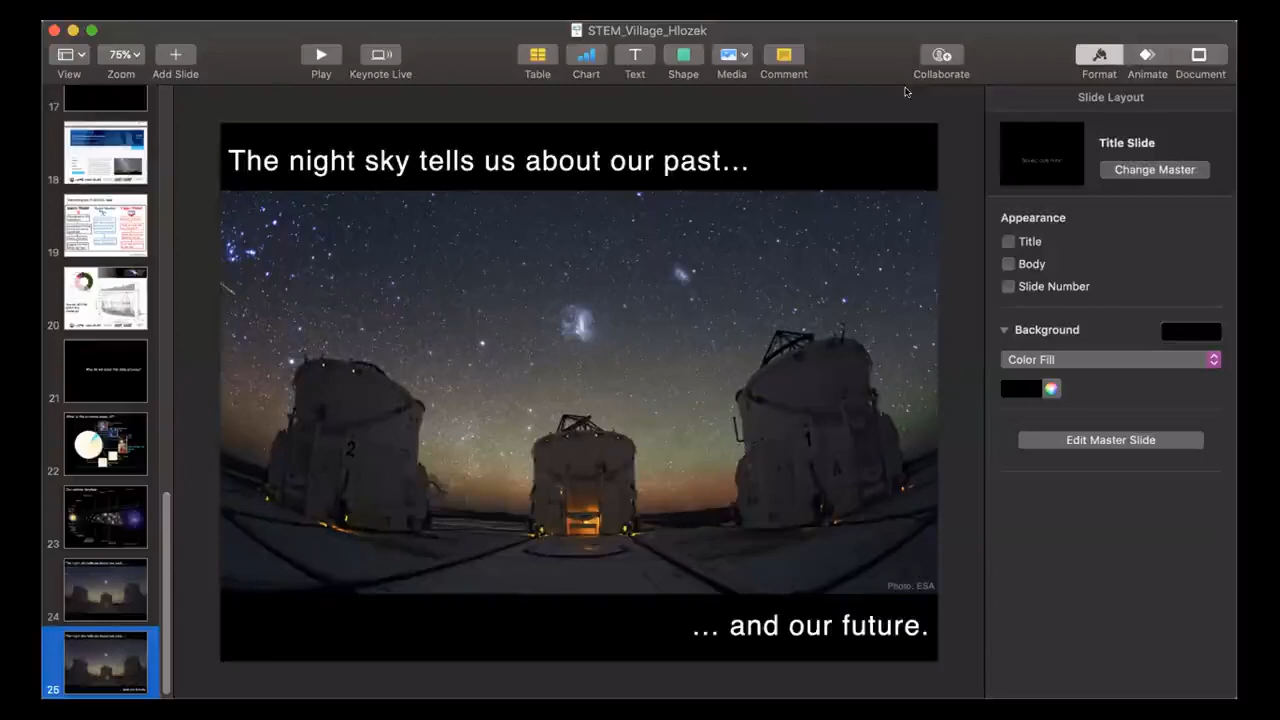 STEM_Village_Hlozek
75%
View
Zoom
Add Slide
Play
Keynote Live
Table
Chart
Text
Shape
Media
Comment
Collaborate
Format
Animate
Document
17
18
19
20
21
22
23
24
25
The night sky tells us about our past...
2
1
A
Photo: ESA
... and our future.
Slide Layout
Title Slide
Change Master
Appearance
Title
Body
Slide Number
Background
Color Fill
Edit Master Slide